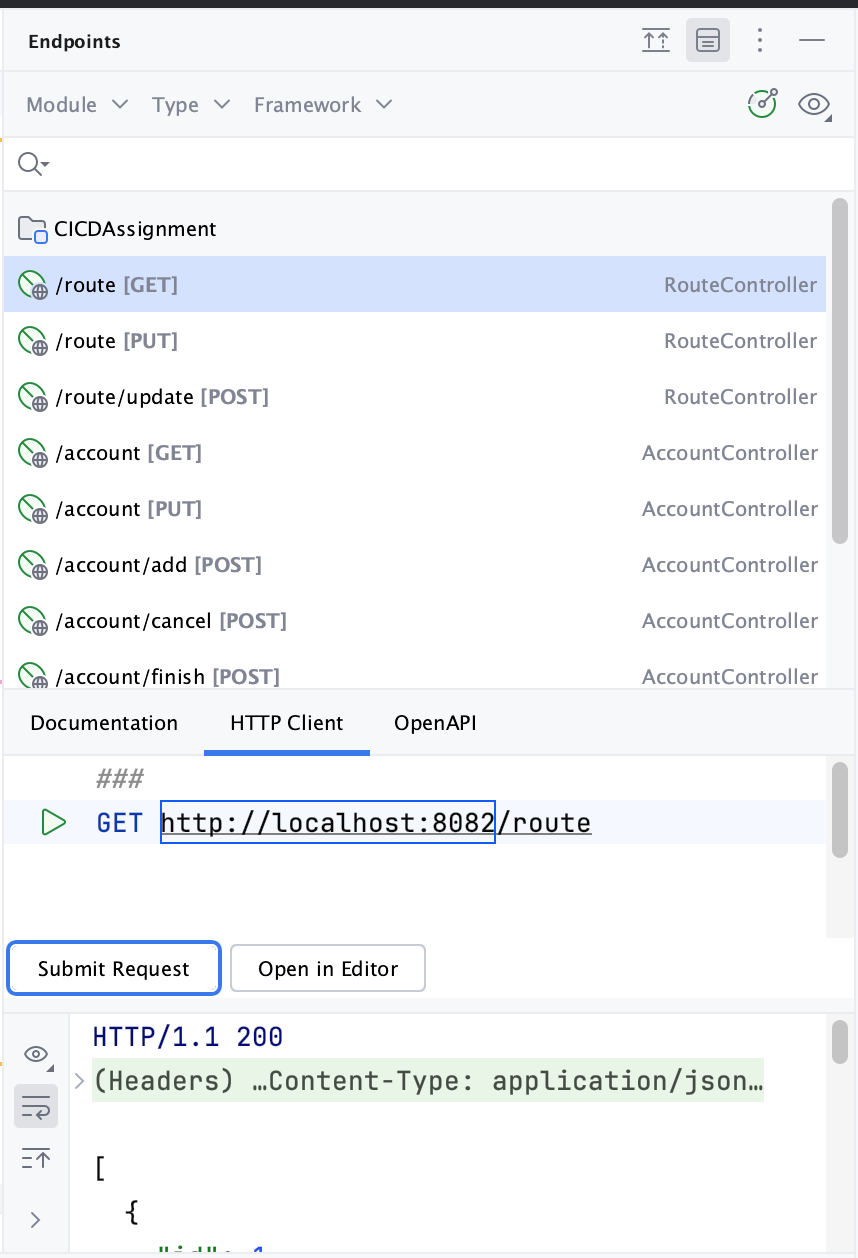 Endpoints
Module Type Framework
CICDAssignment
/route [GET] RouteController
/route [PUT] RouteController
/route/update [POST] RouteController
/account [GET] AccountController
/account [PUT] AccountController
/account/add [POST] AccountController
/account/cancel [POST] AccountController
/account/finish [POST] AccountController
Documentation HTTP Client OpenAPI
###
GET http://localhost:8082/route
Submit Request Open in Editor
HTTP/1.1 200
(Headers) …Content-Type: application/json…
[
{
"id": 1